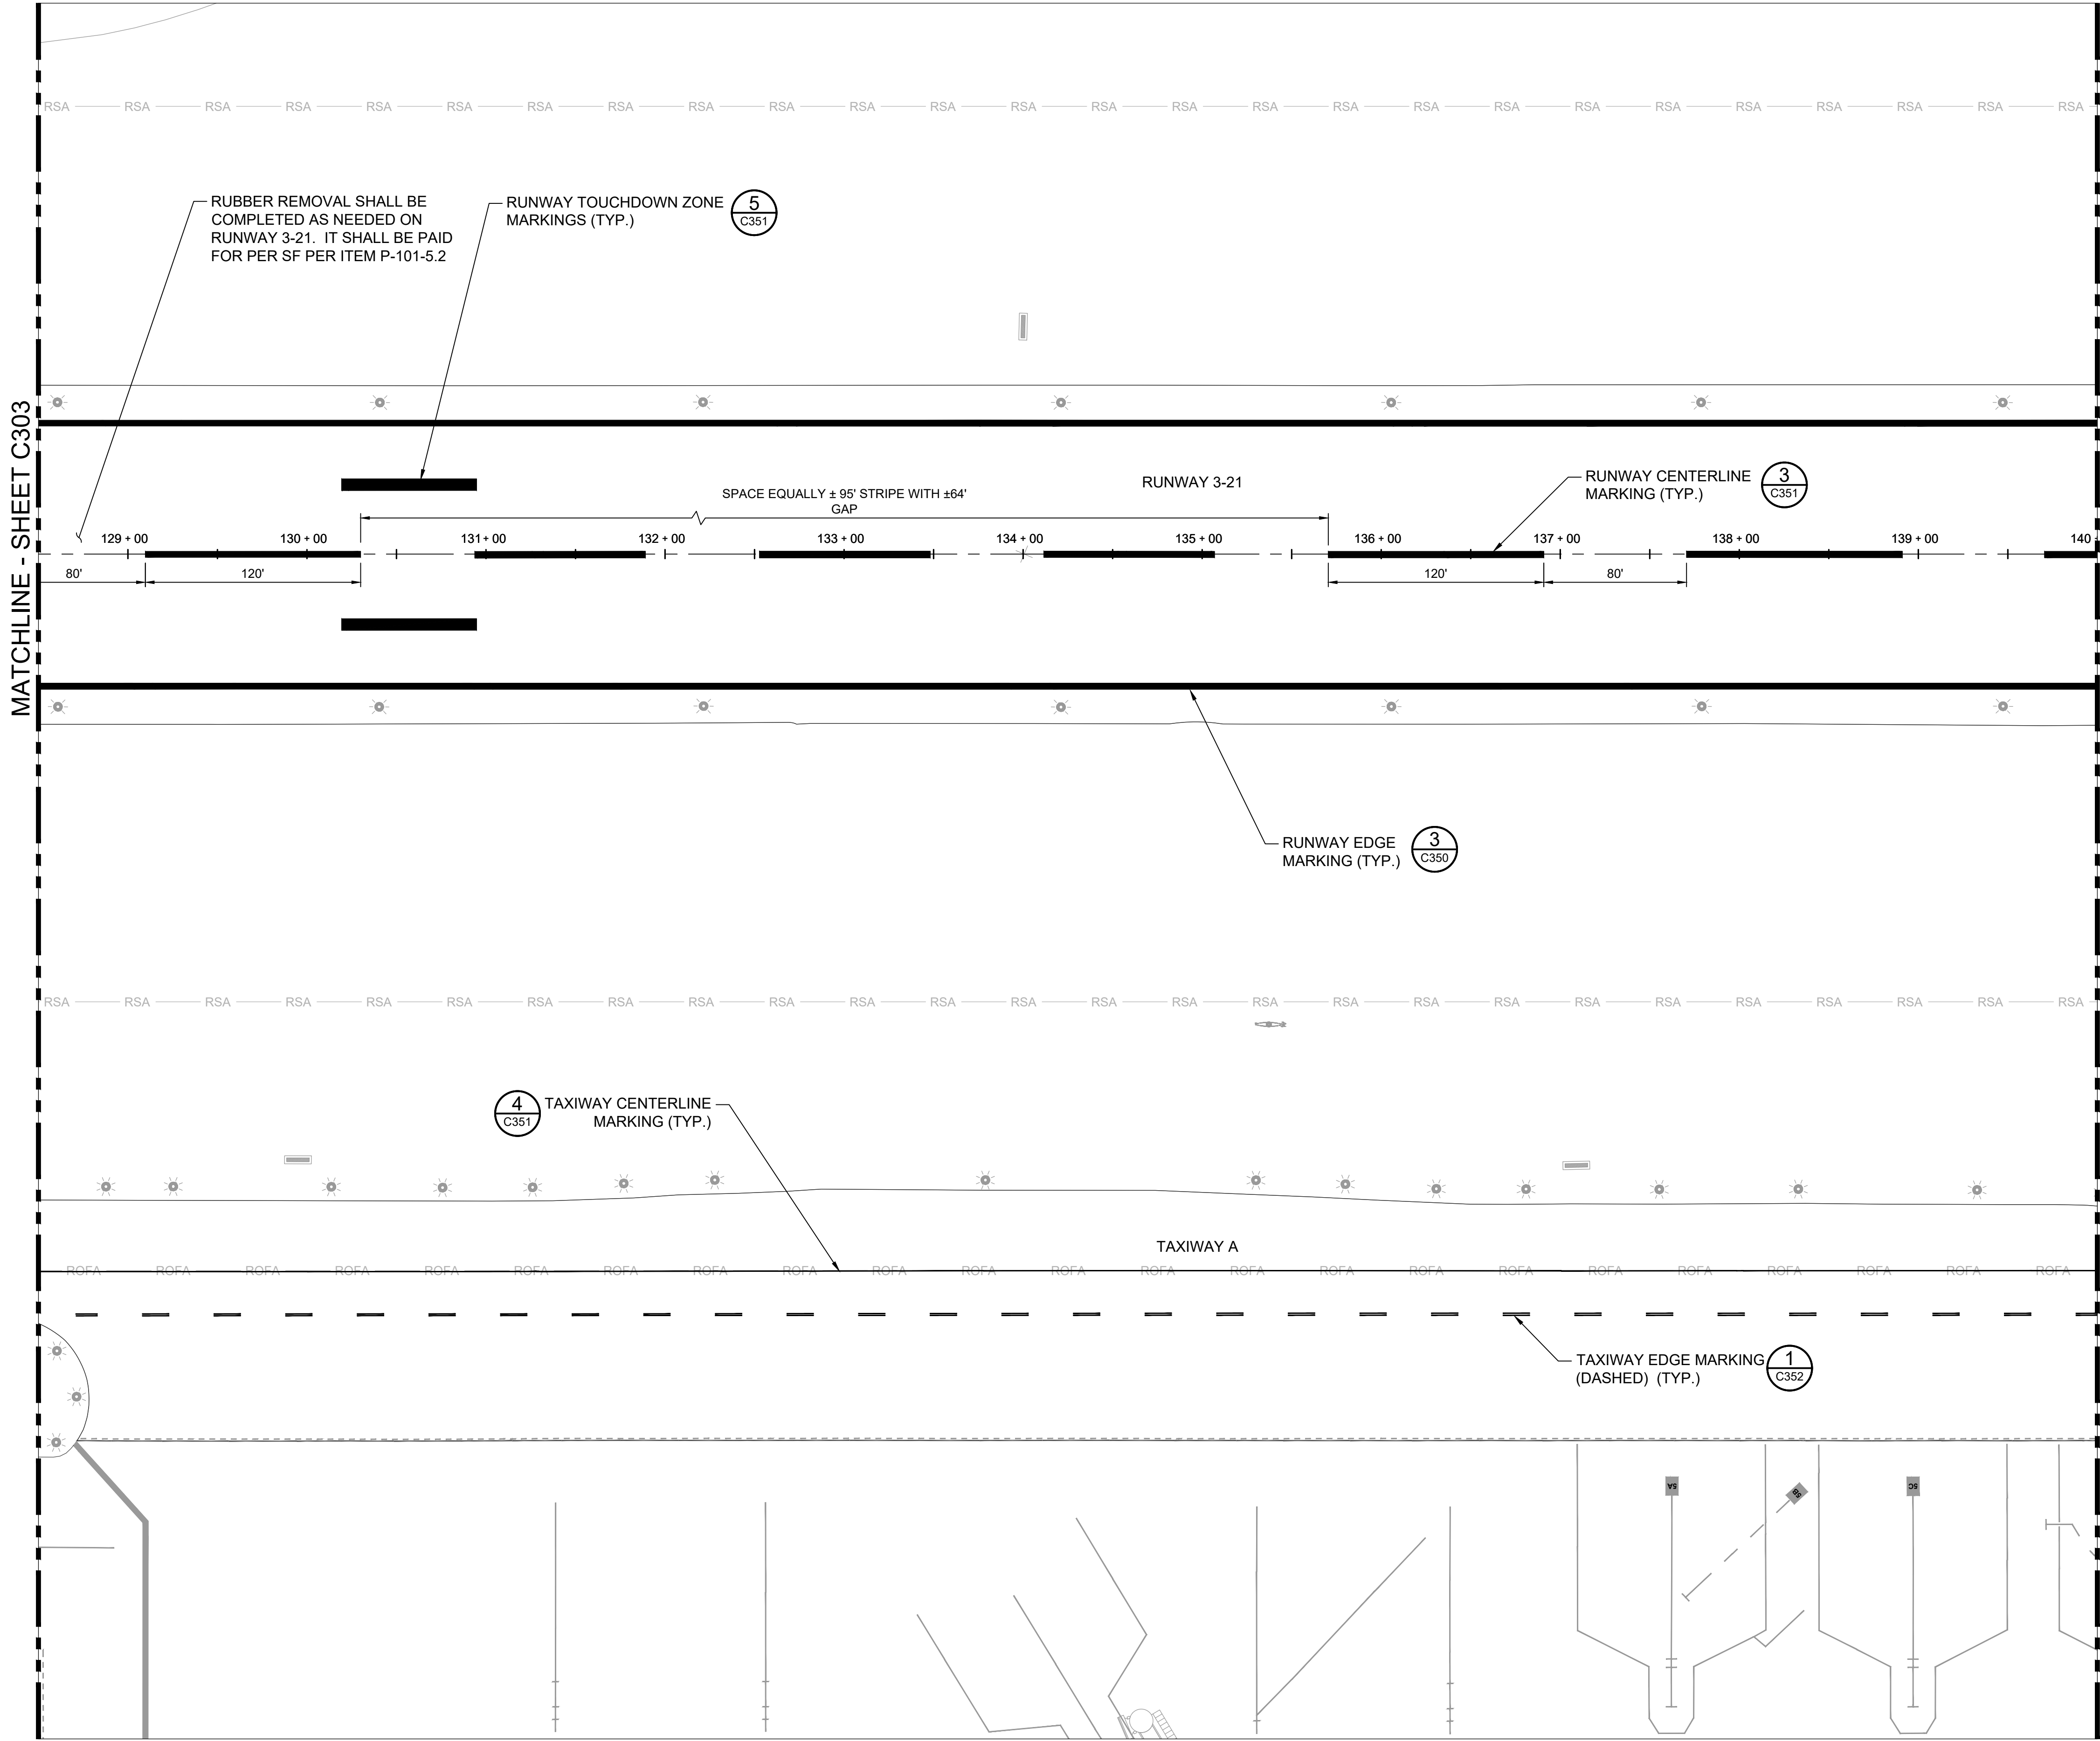 RSA RSA RSA RSA RSA RSA RSA RSA RSA RSA RSA RSA RSA RSA RSA RSA RSA RSA RSA RSA RSA RSA RSA RSA RSA RSA
RUBBER REMOVAL SHALL BE
COMPLETED AS NEEDED ON
RUNWAY 3-21. IT SHALL BE PAID
FOR PER SF PER ITEM P-101-5.2
RUNWAY TOUCHDOWN ZONE
MARKINGS (TYP.)
5
C351
MATCHLINE - SHEET C303
SPACE EQUALLY ± 95' STRIPE WITH ±64'
GAP
RUNWAY 3-21
RUNWAY CENTERLINE
MARKING (TYP.)
3
C351
129 + 00 130 + 00 131 + 00 132 + 00 133 + 00 134 + 00 135 + 00 136 + 00 137 + 00 138 + 00 139 + 00 140
80' 120' 120' 80'
RUNWAY EDGE
MARKING (TYP.)
3
C350
RSA RSA RSA RSA RSA RSA RSA RSA RSA RSA RSA RSA RSA RSA RSA RSA RSA RSA RSA RSA RSA RSA RSA RSA RSA RSA
4
C351
TAXIWAY CENTERLINE
MARKING (TYP.)
TAXIWAY A
ROFA ROFA ROFA ROFA ROFA ROFA ROFA ROFA ROFA ROFA ROFA ROFA ROFA ROFA ROFA ROFA ROFA ROFA ROFA ROFA ROFA ROFA ROFA
TAXIWAY EDGE MARKING
(DASHED) (TYP.)
1
C352
5A
5B
5C